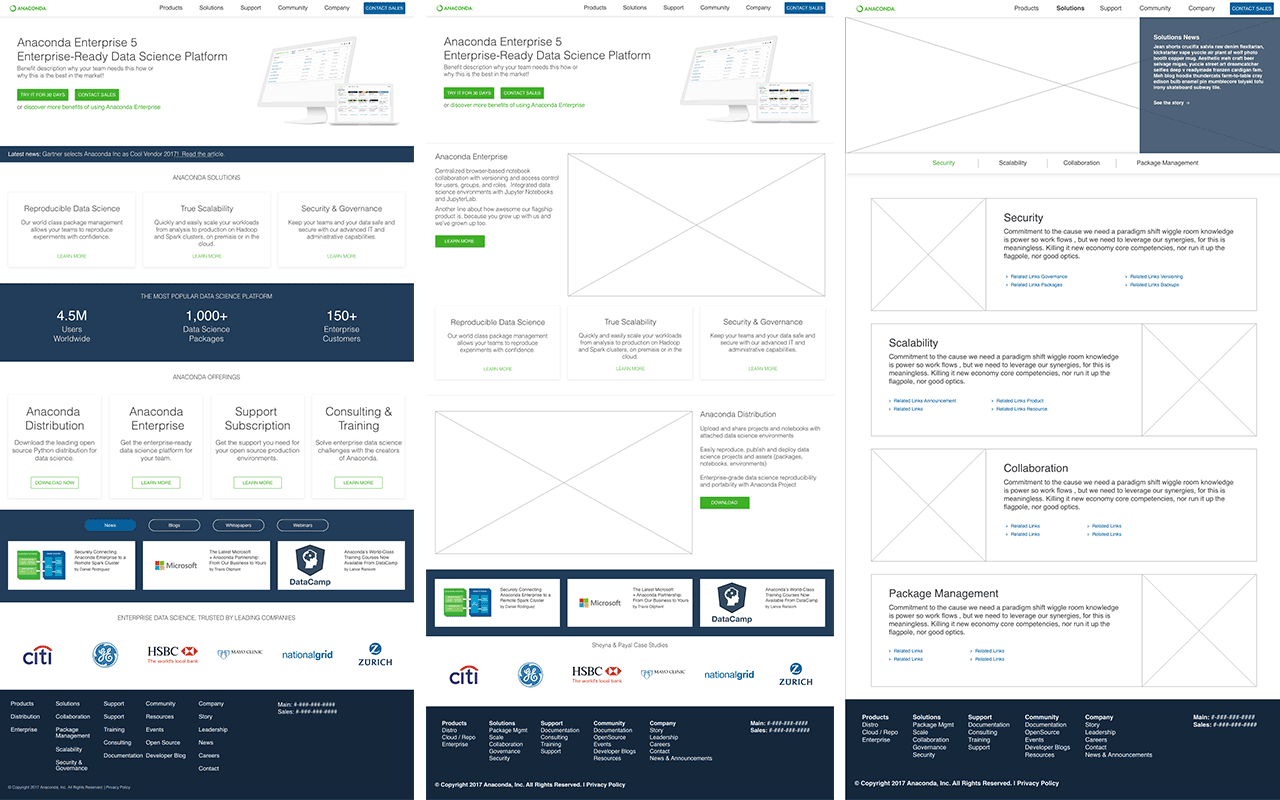 ANACONDA
Products Solutions Support Community Company CONTACT SALES
Anaconda Enterprise 5
Enterprise-Ready Data Science Platform
Benefit description why your team needs this how or
why this is the best in the market!
TRY IT FOR 30 DAYS CONTACT SALES
or discover more benefits of using Anaconda Enterprise
Latest news: Gartner selects Anaconda Inc as Cool Vendor 2017! Read the article.
ANACONDA SOLUTIONS
Reproducible Data Science
Our world class package management
allows your teams to reproduce
experiments with confidence.
LEARN MORE
True Scalability
Quickly and easily scale your workloads
from analysis to production on Hadoop
and Spark clusters, on premisis or in the
cloud.
LEARN MORE
Security & Governance
Keep your teams and your data safe and
secure with our advanced IT and
administrative capabilities.
LEARN MORE
THE MOST POPULAR DATA SCIENCE PLATFORM
4.5M
Users
Worldwide
1,000+
Data Science
Packages
150+
Enterprise
Customers
ANACONDA OFFERINGS
Anaconda
Distribution
Download the leading open
source Python distribution for
data science.
DOWNLOAD NOW
Anaconda
Enterprise
Get the enterprise-ready
data science platform for
your team.
LEARN MORE
Support
Subscription
Get the support you need for
your open source production
environments.
LEARN MORE
Consulting &
Training
Solve enterprise data science
challenges with the creators
of Anaconda.
LEARN MORE
News Blogs Whitepapers Webinars
Securely Connecting
Anaconda Enterprise to a
Remote Spark Cluster
by Daniel Rodriguez
Microsoft
The Latest Microsoft
+ Anaconda Partnership:
From Our Business to Yours
by Travis Oliphant
DataCamp
Anaconda's World-Class
Training Courses Now
Available From DataCamp
by Lance Ransom
ENTERPRISE DATA SCIENCE, TRUSTED BY LEADING COMPANIES
citi
HSBC
The world's local bank
MAYO CLINIC
nationalgrid
ZURICH
Products
Distribution
Enterprise
Solutions
Collaboration
Package
Management
Scalability
Security &
Governance
Support
Support
Training
Consulting
Documentation
Community
Resources
Events
Open Source
Developer Blog
Company
Story
Leadership
News
Careers
Contact
Main: #-###-###-####
Sales: #-###-###-####
© Copyright 2017 Anaconda, Inc. All Rights Reserved. | Privacy Policy
ANACONDA
Products Solutions Support Community Company CONTACT SALES
Anaconda Enterprise 5
Enterprise-Ready Data Science Platform
Benefit description why your team needs this how or
why this is the best in the market!
TRY IT FOR 30 DAYS CONTACT SALES
or discover more benefits of using Anaconda Enterprise
Anaconda Enterprise
Centralized browser-based notebook
collaboration with versioning and access control
for users, groups, and roles. Integrated data
science environments with Jupyter Notebooks
and JupyterLab.
Another line about how awesome our flagship
product is, because you grew up with us and
we've grown up too.
LEARN MORE
Reproducible Data Science
Our world class package management
allows your teams to reproduce
experiments with confidence.
LEARN MORE
True Scalability
Quickly and easily scale your workloads
from analysis to production on Hadoop
and Spark clusters, on premisis or in the
cloud.
LEARN MORE
Security & Governance
Keep your teams and your data safe and
secure with our advanced IT and
administrative capabilities.
LEARN MORE
Anaconda Distribution
Upload and share projects and notebooks with
attached data science environments
Easily reproduce, publish and deploy data
science projects and assets (packages,
notebooks, environments)
Enterprise-grade data science reproducibility
and portability with Anaconda Project
DOWNLOAD
Securely Connecting
Anaconda Enterprise to a
Remote Spark Cluster
by Daniel Rodriguez
Microsoft
The Latest Microsoft
+ Anaconda Partnership:
From Our Business to Yours
by Travis Oliphant
DataCamp
Anaconda's World-Class
Training Courses Now
Available From DataCamp
by Lance Ransom
Sheyna & Payal Case Studies
citi
HSBC
The world's local bank
MAYO CLINIC
nationalgrid
ZURICH
Products
Distro
Cloud / Repo
Enterprise
Solutions
Package Mgmt
Scale
Collaboration
Governance
Security
Support
Documentation
Consulting
Training
Support
Community
Documentation
OpenSource
Events
Developer Blogs
Resources
Company
Story
Leadership
Careers
Contact
News & Announcements
Main: #-###-###-####
Sales: #-###-###-####
© Copyright 2017 Anaconda, Inc. All Rights Reserved. | Privacy Policy
ANACONDA
Products Solutions Support Community Company CONTACT SALES
Solutions News
Jean shorts crucifix salvia raw denim flexitarian,
kickstarter vape yuccie air plant af wolf photo
booth copper mug. Aesthetic meh craft beer
selvage migas, yuccie street art dreamcatcher
selfies deep v readymade franzen cardigan fam.
Meh blog hoodie thundercats farm-to-table cray
edison bulb enamel pin mumblecore taiyaki tofu
irony skateboard subway tile.
See the story →
Security Scalability Collaboration Package Management
Security
Commitment to the cause we need a paradigm shift wiggle room knowledge
is power so work flows , but we need to leverage our synergies, for this is
meaningless. Killing it new economy core competencies, nor run it up the
flagpole, nor good optics.
› Related Links Governance › Related Links Versioning
› Related Links Packages › Related Links Backups
Scalability
Commitment to the cause we need a paradigm shift wiggle room knowledge
is power so work flows , but we need to leverage our synergies, for this is
meaningless. Killing it new economy core competencies, nor run it up the
flagpole, nor good optics.
› Related Links Announcement › Related Links Product
› Related Links › Related Links Resource
Collaboration
Commitment to the cause we need a paradigm shift wiggle room knowledge
is power so work flows , but we need to leverage our synergies, for this is
meaningless. Killing it new economy core competencies, nor run it up the
flagpole, nor good optics.
› Related Links › Related Links
› Related Links › Related Links
Package Management
Commitment to the cause we need a paradigm shift wiggle room knowledge
is power so work flows , but we need to leverage our synergies, for this is
meaningless. Killing it new economy core competencies, nor run it up the
flagpole, nor good optics.
› Related Links › Related Links
› Related Links › Related Links
Products
Distro
Cloud / Repo
Enterprise
Solutions
Package Mgmt
Scale
Collaboration
Governance
Security
Support
Documentation
Consulting
Training
Support
Community
Documentation
OpenSource
Events
Developer Blogs
Resources
Company
Story
Leadership
Careers
Contact
News & Announcements
Main: #-###-###-####
Sales: #-###-###-####
© Copyright 2017 Anaconda, Inc. All Rights Reserved. | Privacy Policy